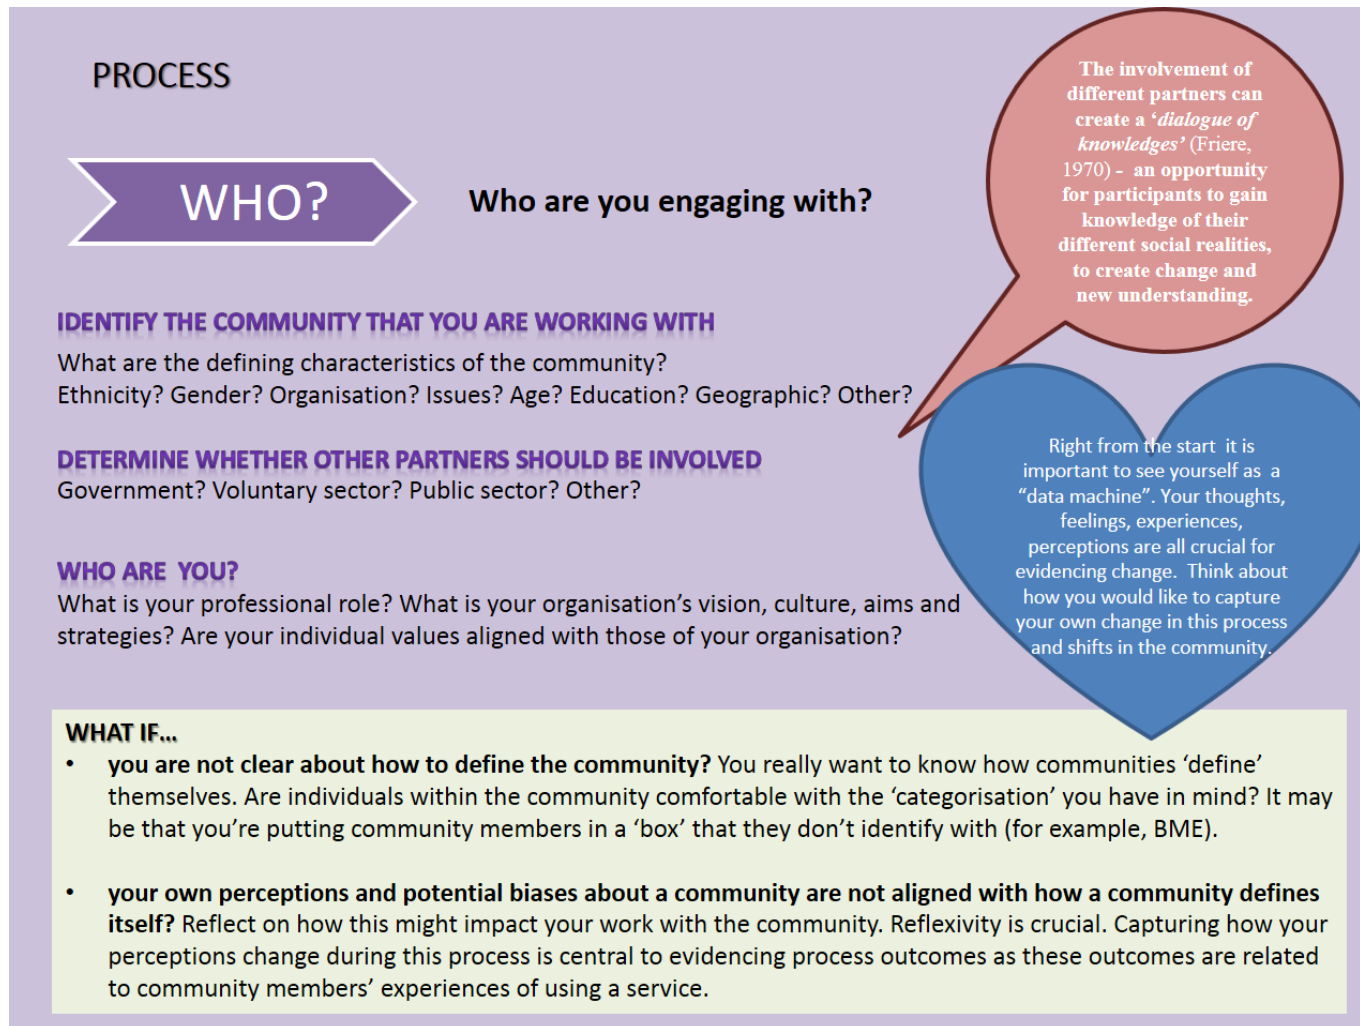 PROCESS
WHO?
Who are you engaging with?
The involvement of
different partners can
create a ‘dialogue of
knowledges’ (Friere,
1970) - an opportunity
for participants to gain
knowledge of their
different social realities,
to create change and
new understanding.
IDENTIFY THE COMMUNITY THAT YOU ARE WORKING WITH
What are the defining characteristics of the community?
Ethnicity? Gender? Organisation? Issues? Age? Education? Geographic? Other?
DETERMINE WHETHER OTHER PARTNERS SHOULD BE INVOLVED
Government? Voluntary sector? Public sector? Other?
WHO ARE YOU?
What is your professional role? What is your organisation’s vision, culture, aims and
strategies? Are your individual values aligned with those of your organisation?
Right from the start it is
important to see yourself as a
“data machine”. Your thoughts,
feelings, experiences,
perceptions are all crucial for
evidencing change. Think about
how you would like to capture
your own change in this process
and shifts in the community.
WHAT IF...
• you are not clear about how to define the community? You really want to know how communities ‘define’
themselves. Are individuals within the community comfortable with the ‘categorisation’ you have in mind? It may
be that you’re putting community members in a ‘box’ that they don’t identify with (for example, BME).
• your own perceptions and potential biases about a community are not aligned with how a community defines
itself? Reflect on how this might impact your work with the community. Reflexivity is crucial. Capturing how your
perceptions change during this process is central to evidencing process outcomes as these outcomes are related
to community members’ experiences of using a service.